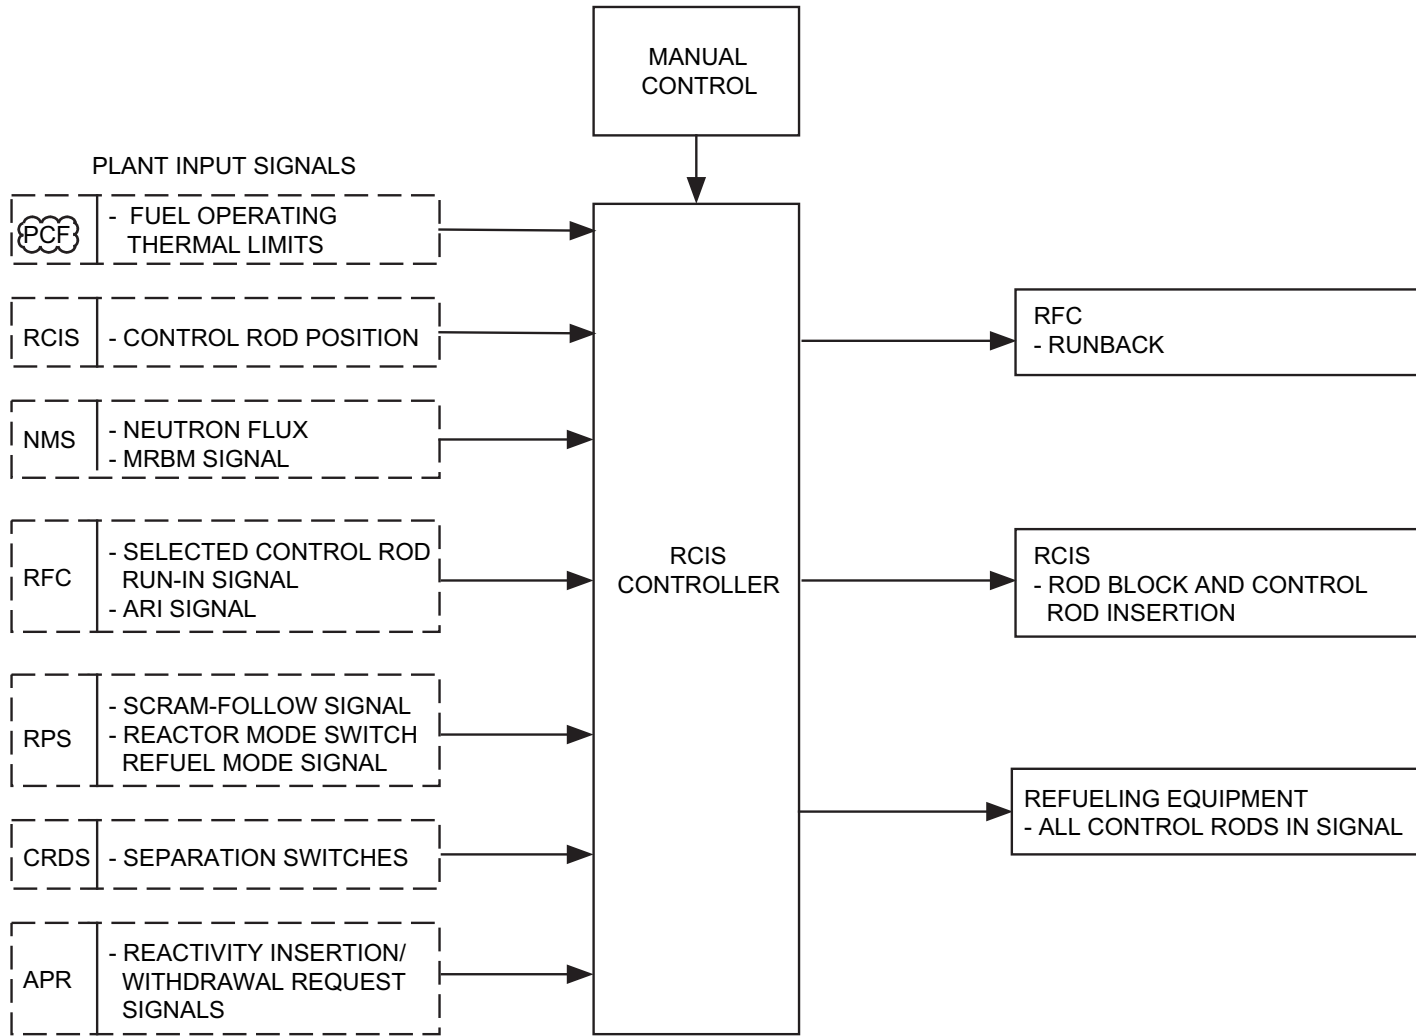 MANUAL
CONTROL
PLANT INPUT SIGNALS
PCF
- FUEL OPERATING
THERMAL LIMITS
RCIS
- CONTROL ROD POSITION
NMS
- NEUTRON FLUX
- MRBM SIGNAL
RFC
- SELECTED CONTROL ROD
RUN-IN SIGNAL
- ARI SIGNAL
RPS
- SCRAM-FOLLOW SIGNAL
- REACTOR MODE SWITCH
REFUEL MODE SIGNAL
CRDS
- SEPARATION SWITCHES
APR
- REACTIVITY INSERTION/
WITHDRAWAL REQUEST
SIGNALS
RCIS
CONTROLLER
RFC
- RUNBACK
RCIS
- ROD BLOCK AND CONTROL
ROD INSERTION
REFUELING EQUIPMENT
- ALL CONTROL RODS IN SIGNAL